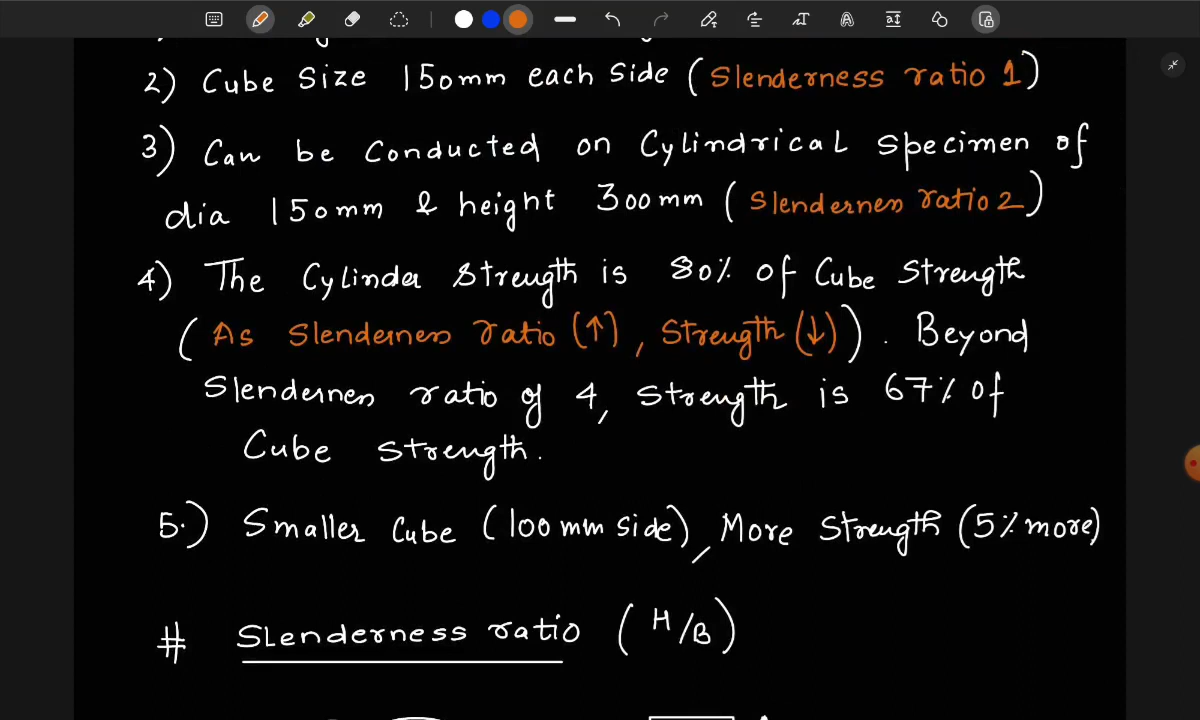 2) Cube Size 150mm each Side (Slenderness ratio 1)
3) Can be Conducted on Cylindrical Specimen of
dia 150mm & height 300mm (Slenderness ratio 2)
4) The Cylinder Strength is 80% of Cube Strength
(As Slenderness ratio (↑), Strength (↓)). Beyond
Slenderness ratio of 4, Strength is 67% of
Cube Strength.
5.) Smaller Cube (100mm Side), More Strength (5% more)
# Slenderness ratio (H/B)